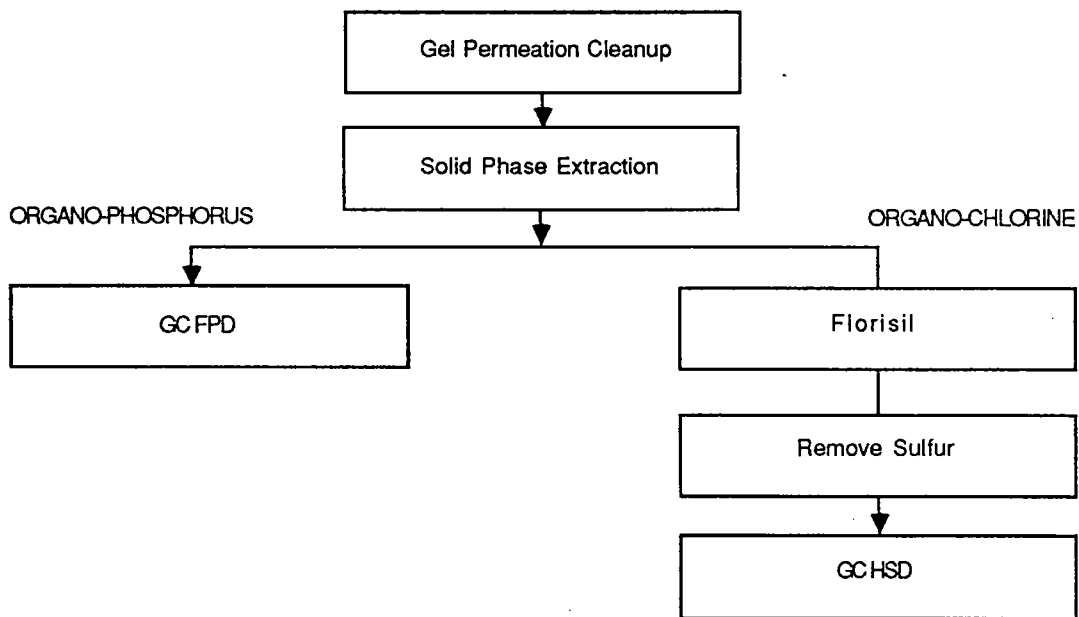 Gel Permeation Cleanup
Solid Phase Extraction
ORGANO-PHOSPHORUS
ORGANO-CHLORINE
GC FPD
Florisil
Remove Sulfur
GC HSD